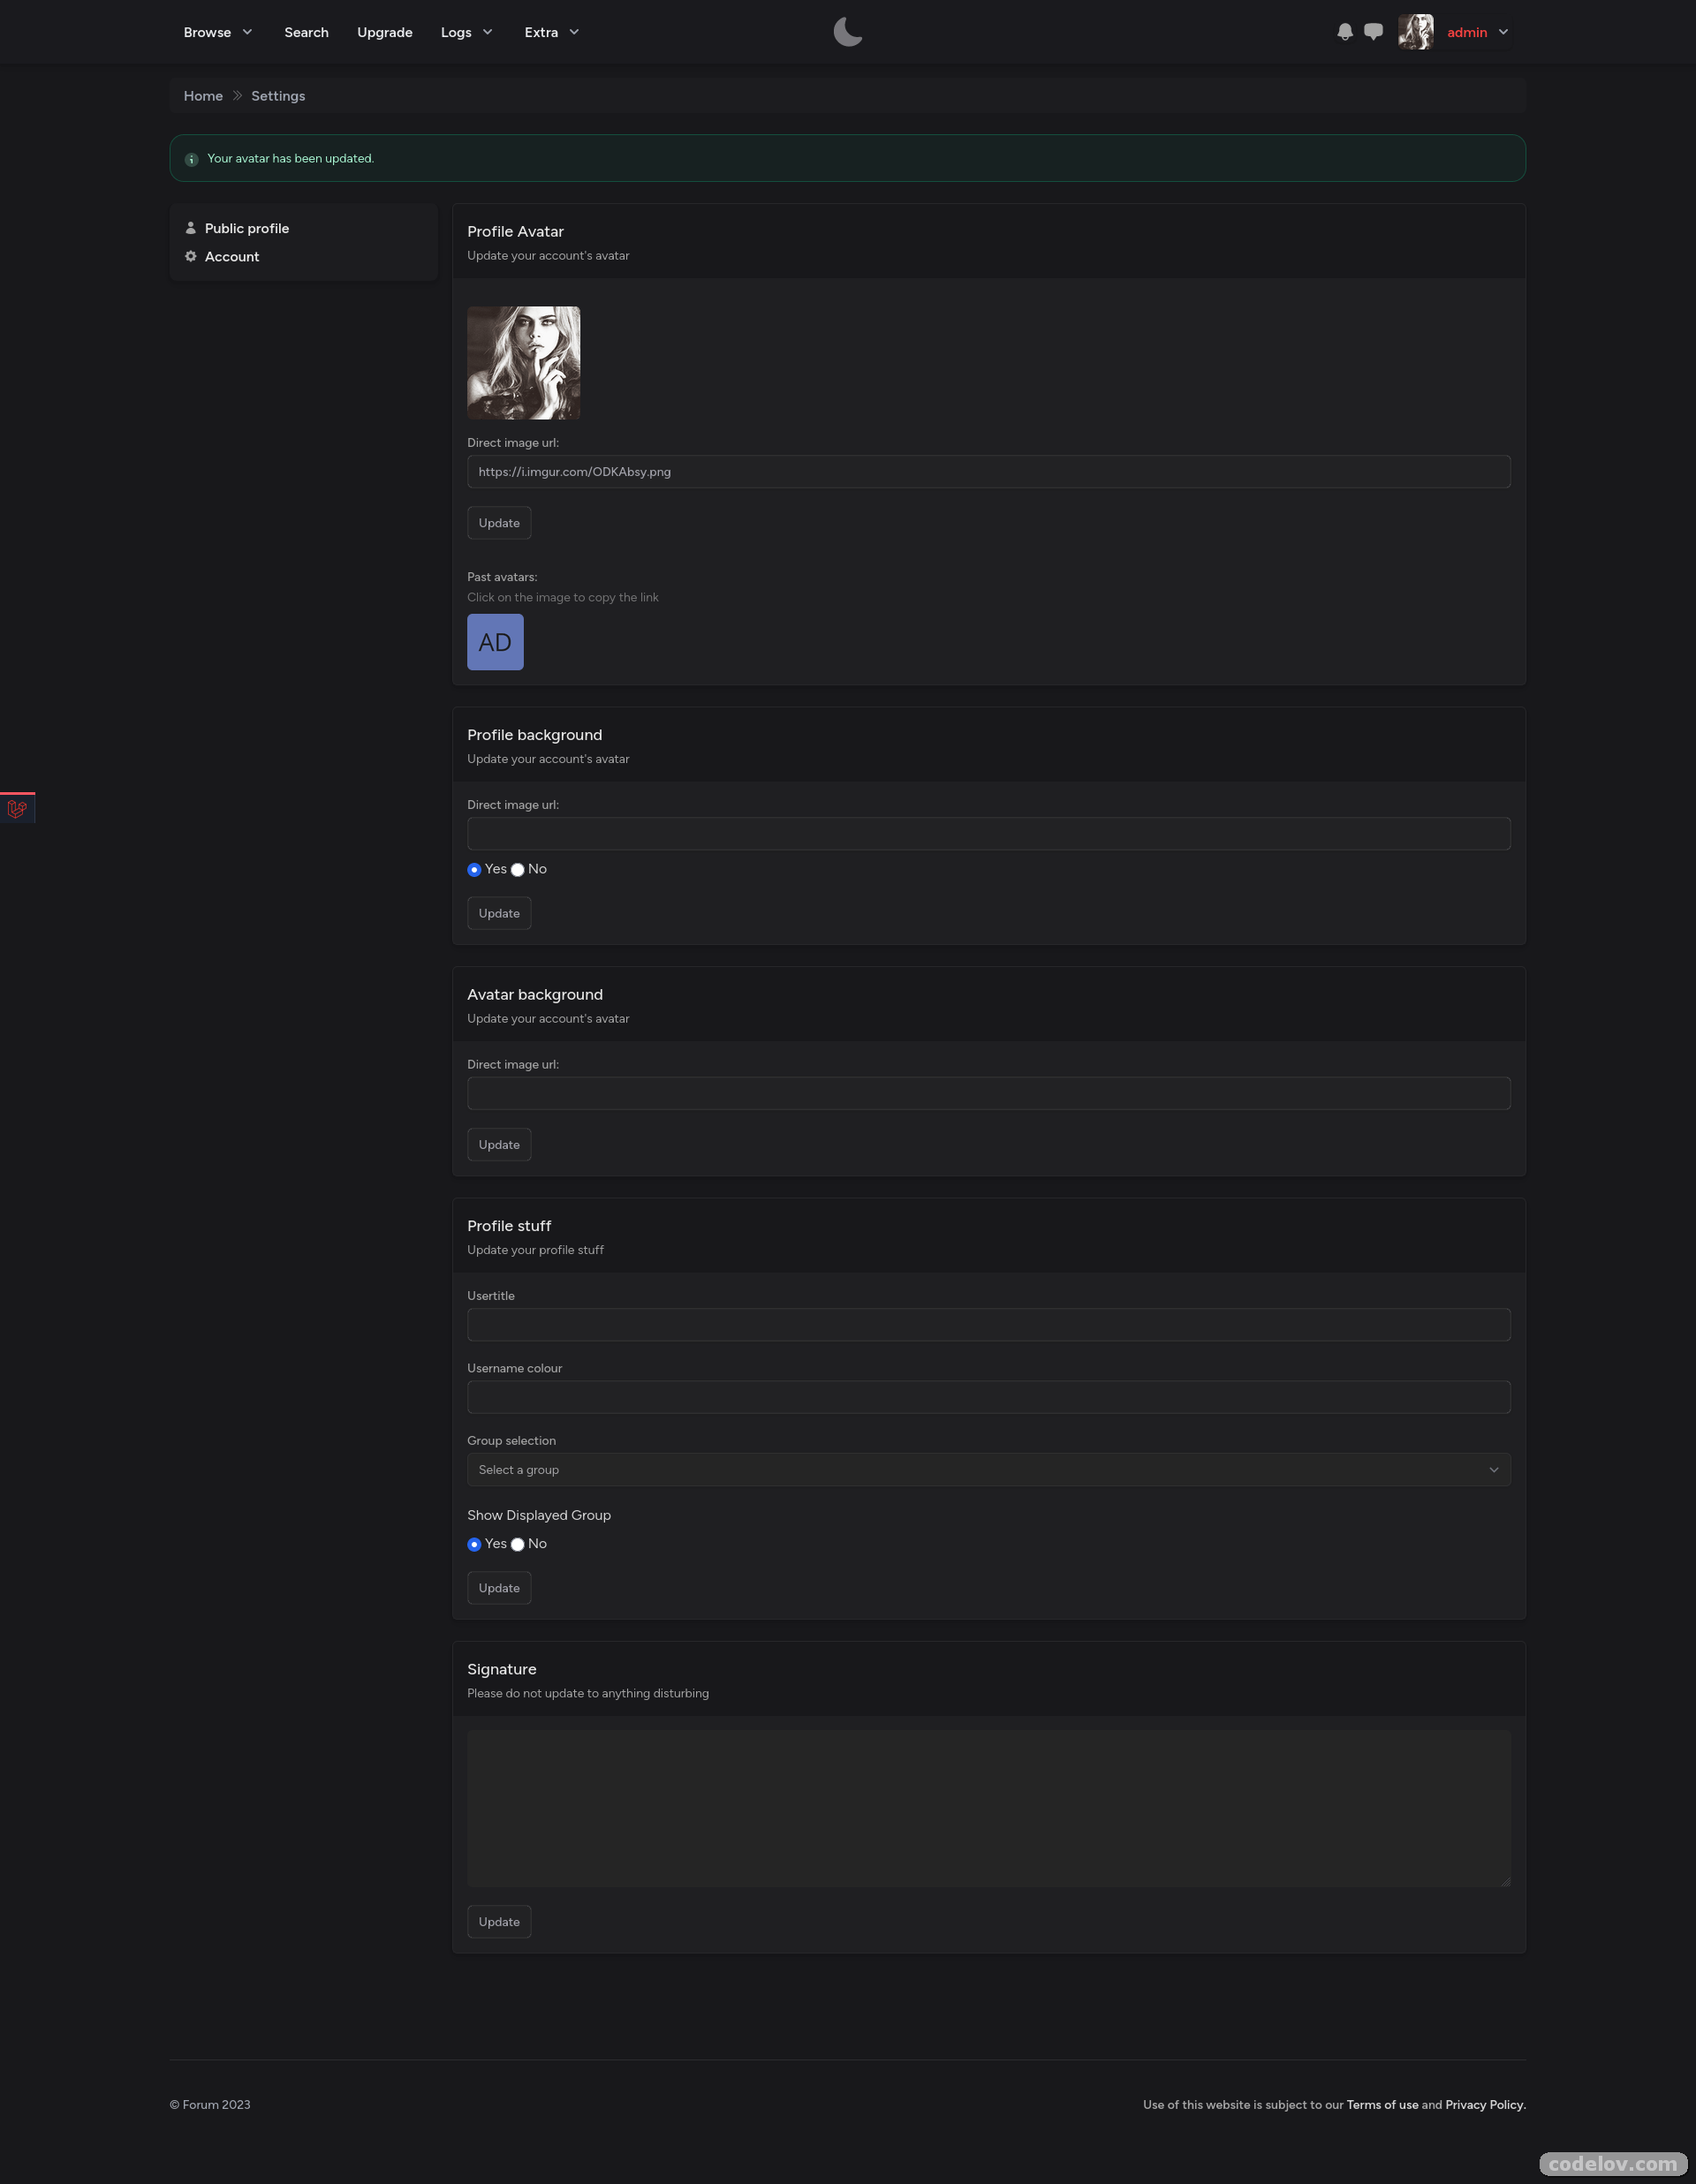 Browse Search Upgrade Logs Extra admin
Home Settings
Your avatar has been updated.
Public profile
Account
Profile Avatar
Update your account's avatar
Direct image url:
https://i.imgur.com/ODKAbsy.png
Update
Past avatars:
Click on the image to copy the link
AD
Profile background
Update your account's avatar
Direct image url:
Yes No
Update
Avatar background
Update your account's avatar
Direct image url:
Update
Profile stuff
Update your profile stuff
Usertitle
Username colour
Group selection
Select a group
Show Displayed Group
Yes No
Update
Signature
Please do not update to anything disturbing
Update
© Forum 2023
Use of this website is subject to our Terms of use and Privacy Policy.
codelov.com